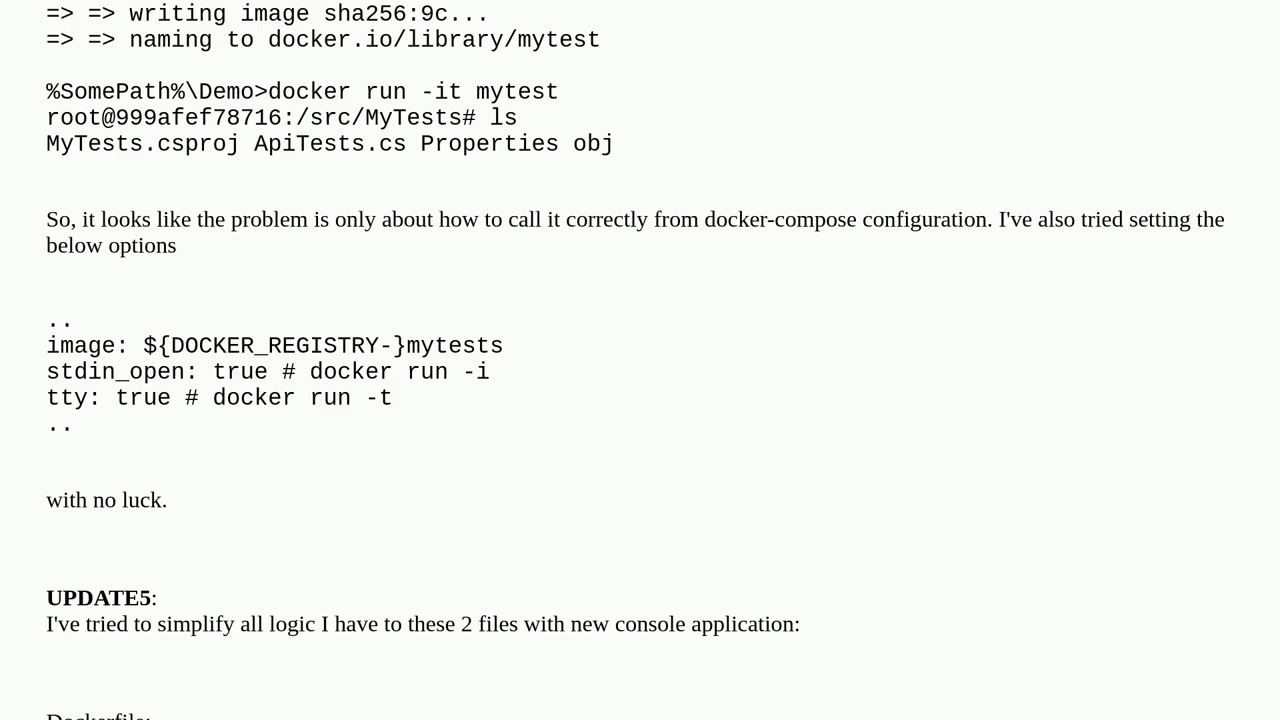 => => writing image sha256:9c...
=> => naming to docker.io/library/mytest
%SomePath%\Demo>docker run -it mytest
root@999afef78716:/src/MyTests# ls
MyTests.csproj ApiTests.cs Properties obj
So, it looks like the problem is only about how to call it correctly from docker-compose configuration. I've also tried setting the
below options
..
image: ${DOCKER_REGISTRY-}mytests
stdin_open: true # docker run -i
tty: true # docker run -t
..
with no luck.
UPDATE5:
I've tried to simplify all logic I have to these 2 files with new console application:
Dockerfile: